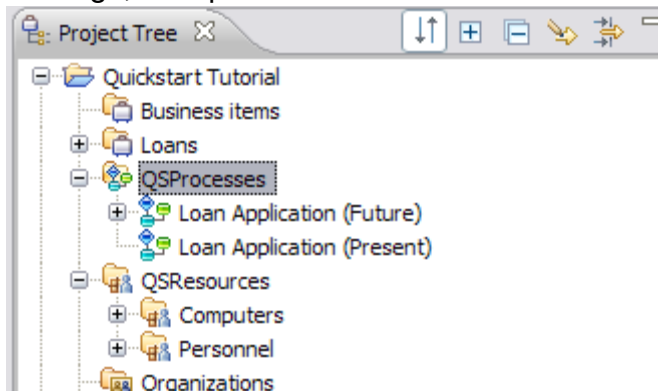 Project Tree
Quickstart Tutorial
Business items
Loans
QSProcesses
Loan Application (Future)
Loan Application (Present)
QSResources
Computers
Personnel
Organizations